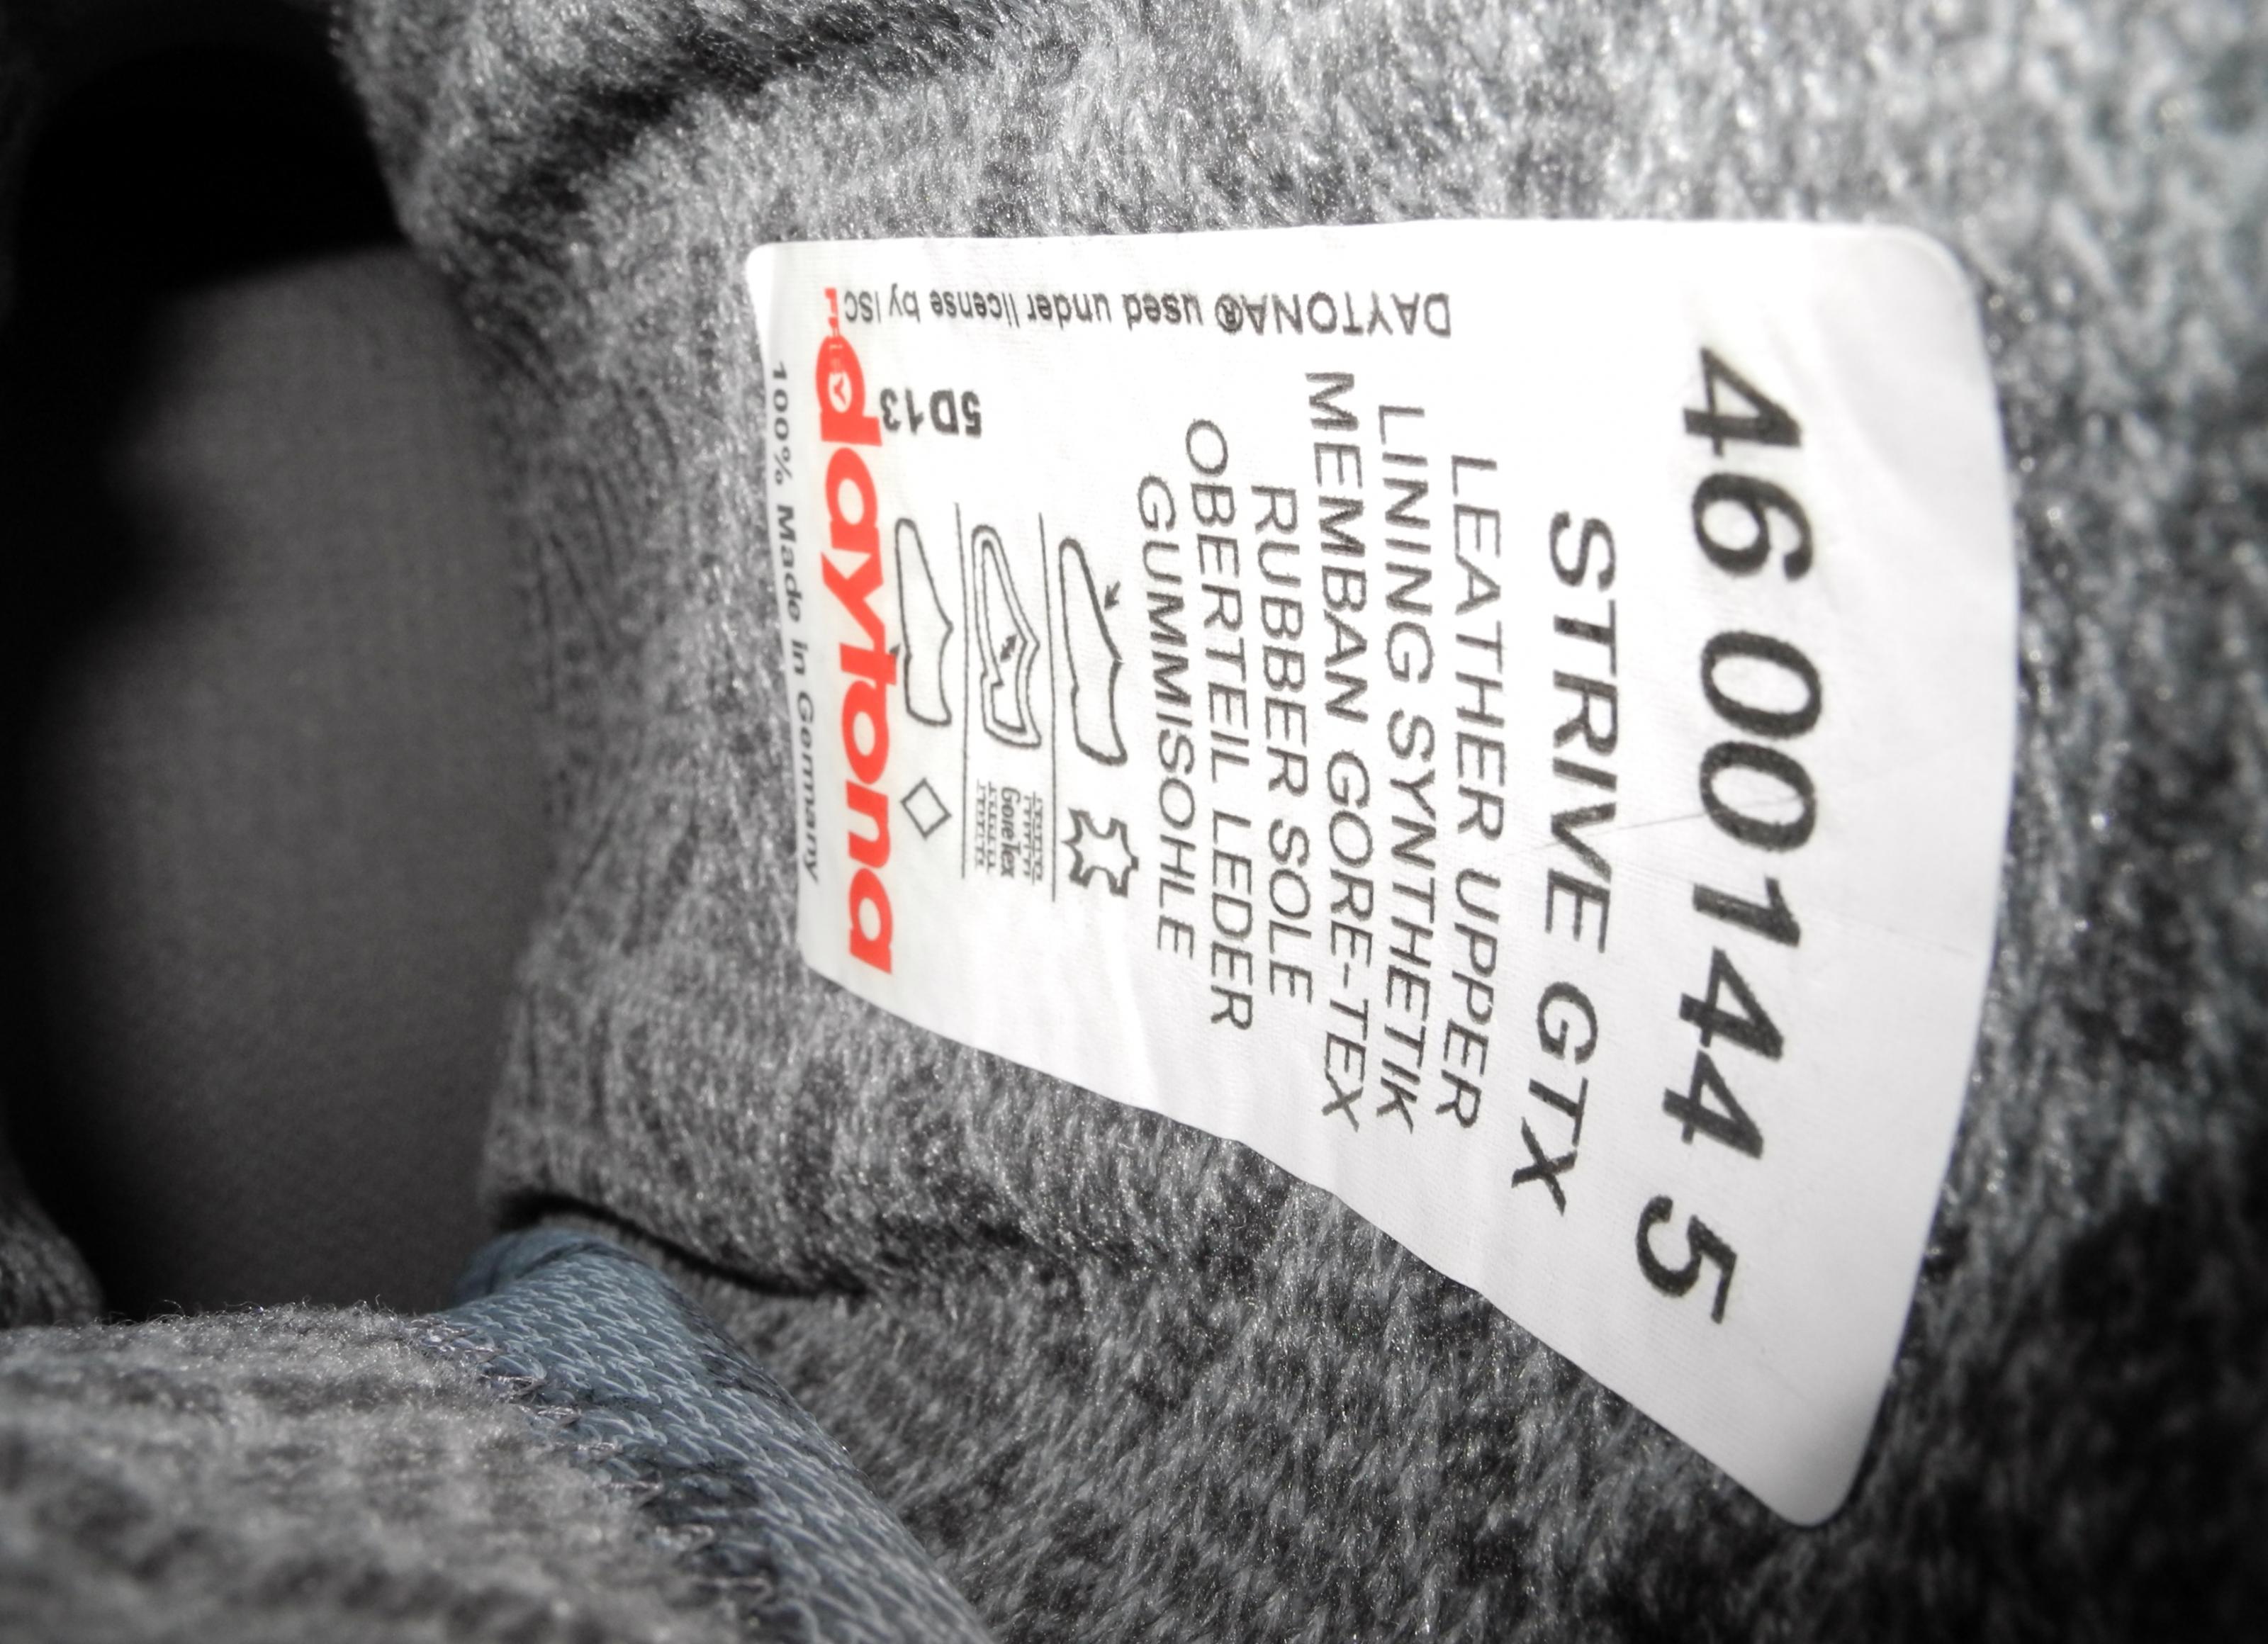 46 00144 5
STRIVE GTX
LEATHER UPPER
LINING SYNTHETIK
MEMBAN GORE-TEX
RUBBER SOLE
OBERTEIL LEDER
GUMMISOHLE
GoreTex
5D13
daytona
100% Made in Germany
DAYTONA® used under license by ISC